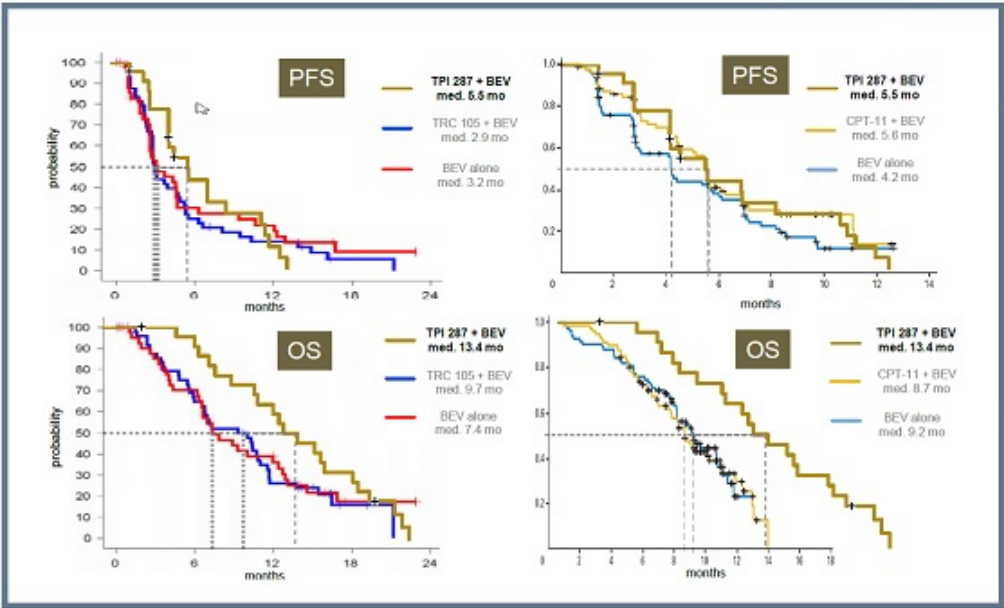 PFS
probability
100
90
80
70
60
50
40
30
20
10
0
0 6 12 18 24
months
TPI 287 + BEV
med. 5.5 mo
TRC 105 + BEV
med. 2.9 mo
BEV alone
med. 3.2 mo
PFS
1.0
0.8
0.6
0.4
0.2
0 2 4 6 8 10 12 14
months
TPI 287 + BEV
med. 5.5 mo
CPT-11 + BEV
med. 5.6 mo
BEV alone
med. 4.2 mo
OS
probability
100
90
80
70
60
50
40
30
20
10
0
0 6 12 18 24
months
TPI 287 + BEV
med. 13.4 mo
TRC 105 + BEV
med. 9.7 mo
BEV alone
med. 7.4 mo
OS
1.0
0.8
0.6
0.4
0.2
2 4 6 8 10 12 14 16 18
months
TPI 287 + BEV
med. 13.4 mo
CPT-11 + BEV
med. 8.7 mo
BEV alone
med. 9.2 mo